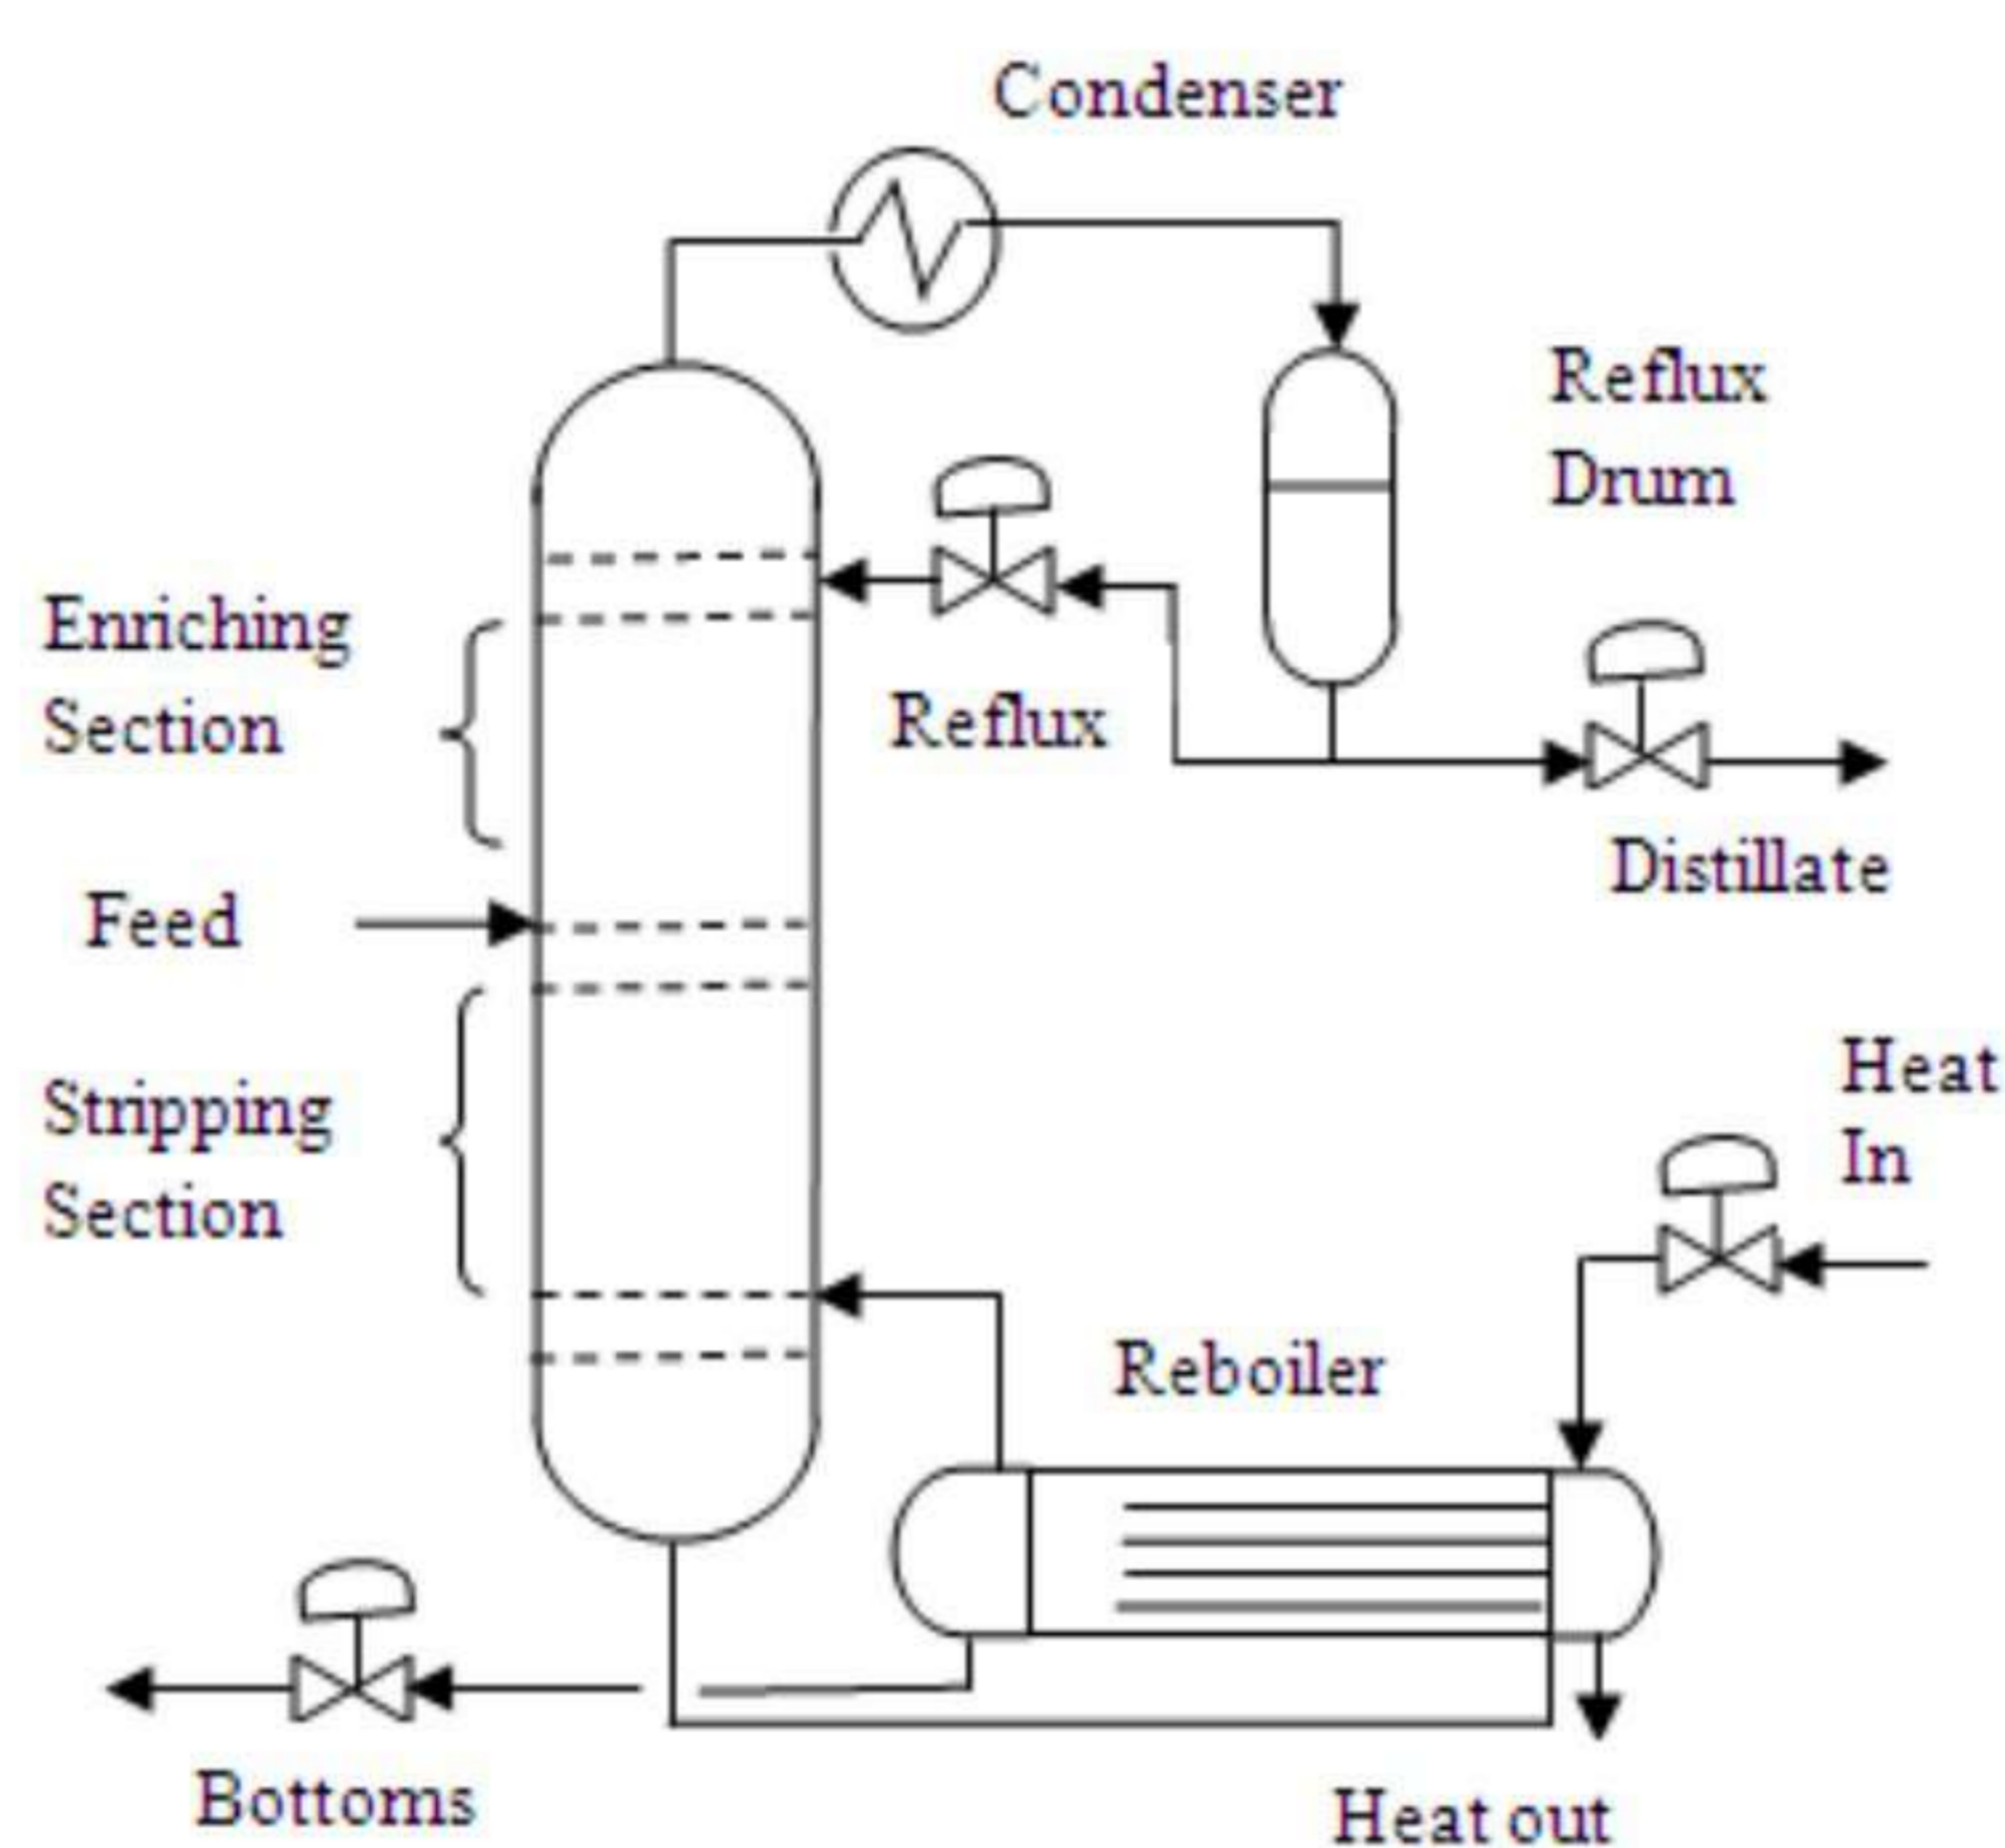 Condenser
Reflux
Drum
Enriching
Section
Reflux
Distillate
Feed
Heat
In
Stripping
Section
Reboiler
Bottoms
Heat out